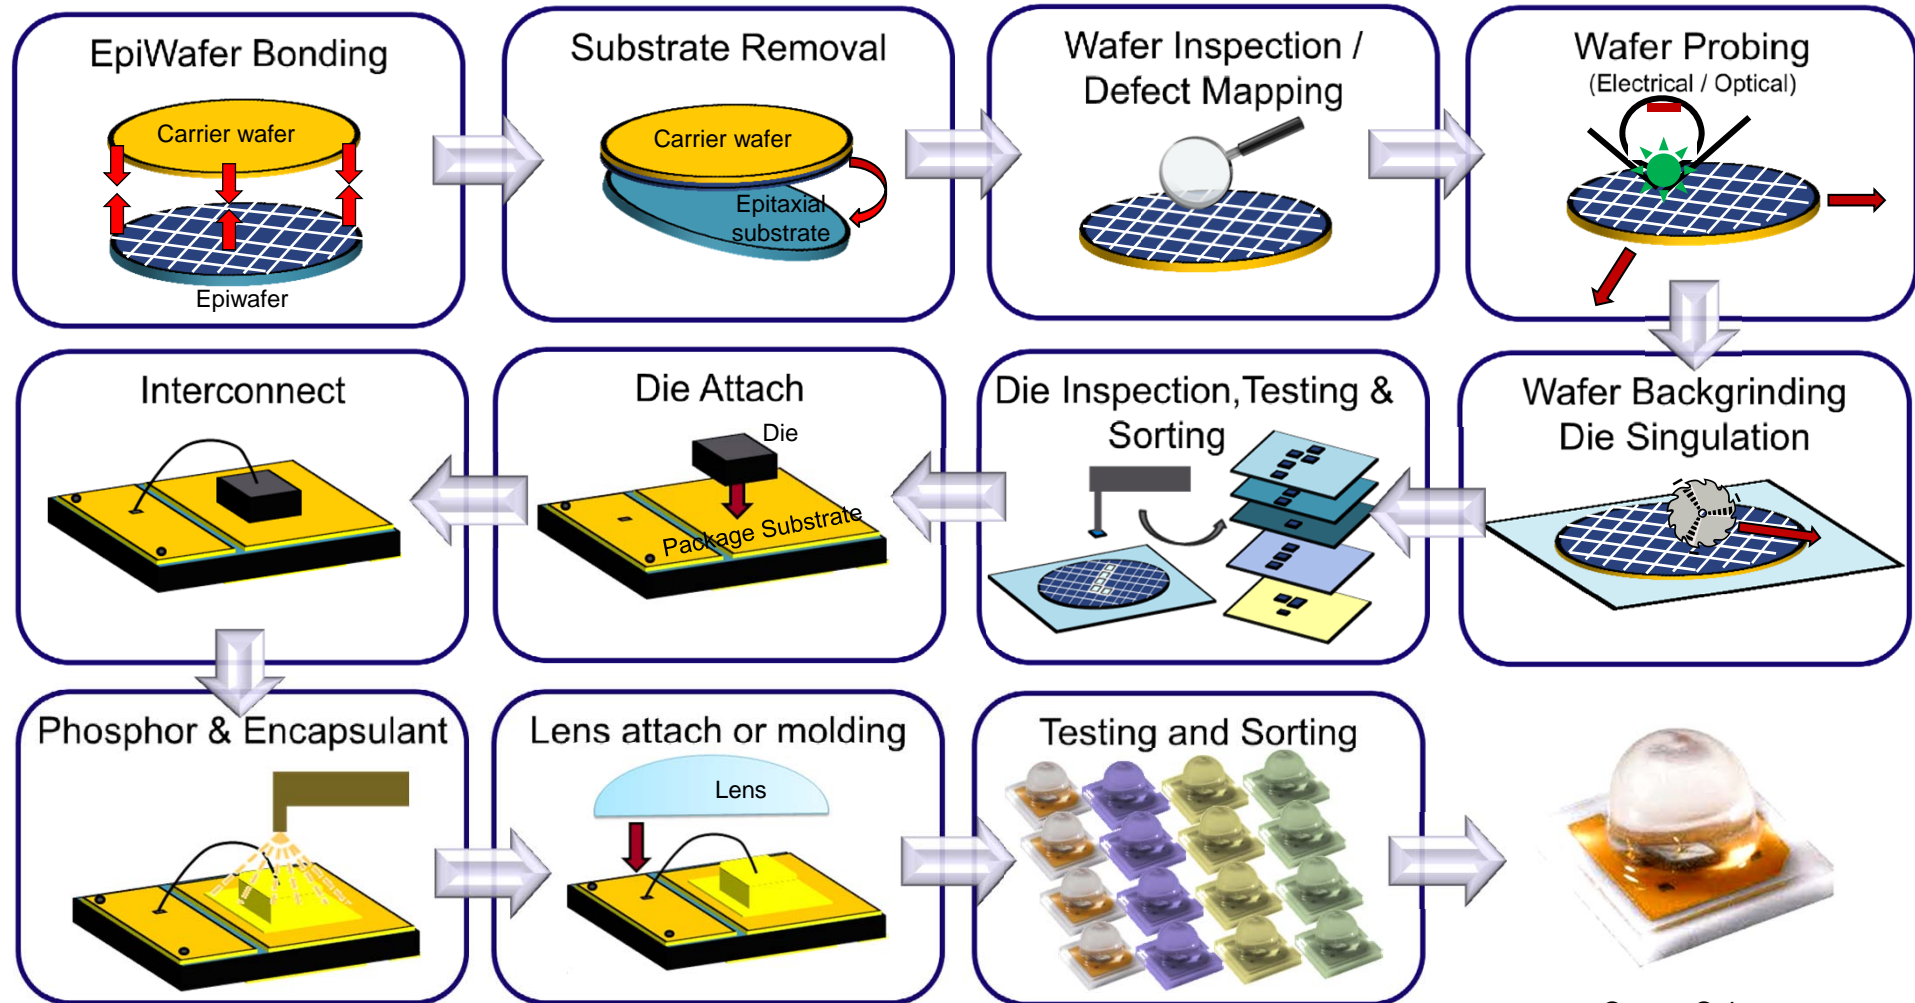 EpiWafer Bonding
Carrier wafer
Epiwafer
Substrate Removal
Carrier wafer
Epitaxial
substrate
Wafer Inspection /
Defect Mapping
Wafer Probing
(Electrical / Optical)
Interconnect
Die Attach
Die
Package Substrate
Die Inspection,Testing &
Sorting
Wafer Backgrinding
Die Singulation
Phosphor & Encapsulant
Lens attach or molding
Lens
Testing and Sorting